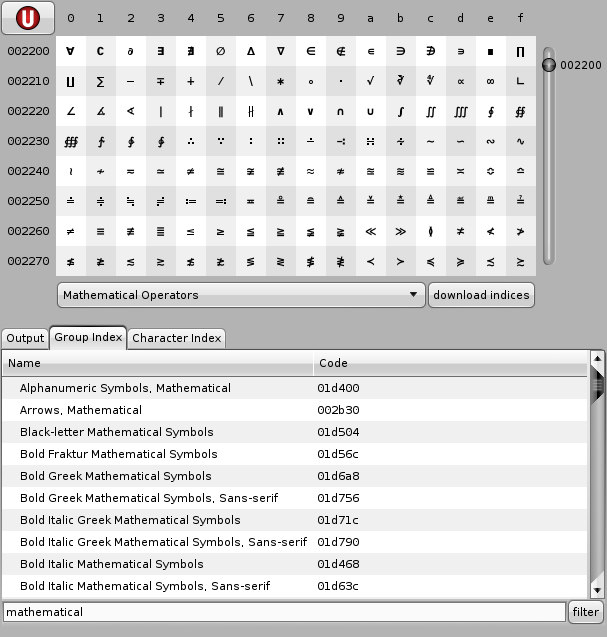 U 0 1 2 3 4 5 6 7 8 9 a b c d e f
002200 ∀ ∁ ∂ ∃ ∄ ∅ ∆ ∇ ∈ ∉ ∊ ∋ ∌ ∍ ∎ ∏ 002200
002210 ∐ ∑ − ∓ ∔ ∕ ∖ ∗ ∘ ∙ √ ∛ ∜ ∝ ∞ ∟
002220 ∠ ∡ ∢ ∣ ∤ ∥ ∦ ∧ ∨ ∩ ∪ ∫ ∬ ∭ ∮ ∯
002230 ∰ ∱ ∲ ∳ ∴ ∵ ∶ ∷ ∸ ∹ ∺ ∻ ∼ ∽ ∾ ∿
002240 ≀ ≁ ≂ ≃ ≄ ≅ ≆ ≇ ≈ ≉ ≊ ≋ ≌ ≍ ≎ ≏
002250 ≐ ≑ ≒ ≓ ≔ ≕ ≖ ≗ ≘ ≙ ≚ ≛ ≜ ≝ ≞ ≟
002260 ≠ ≡ ≢ ≣ ≤ ≥ ≦ ≧ ≨ ≩ ≪ ≫ ≬ ≭ ≮ ≯
002270 ≰ ≱ ≲ ≳ ≴ ≵ ≶ ≷ ≸ ≹ ≺ ≻ ≼ ≽ ≾ ≿
Mathematical Operators download indices
Output Group Index Character Index
Name Code
Alphanumeric Symbols, Mathematical 01d400
Arrows, Mathematical 002b30
Black-letter Mathematical Symbols 01d504
Bold Fraktur Mathematical Symbols 01d56c
Bold Greek Mathematical Symbols 01d6a8
Bold Greek Mathematical Symbols, Sans-serif 01d756
Bold Italic Greek Mathematical Symbols 01d71c
Bold Italic Greek Mathematical Symbols, Sans-serif 01d790
Bold Italic Mathematical Symbols 01d468
Bold Italic Mathematical Symbols, Sans-serif 01d63c
mathematical filter